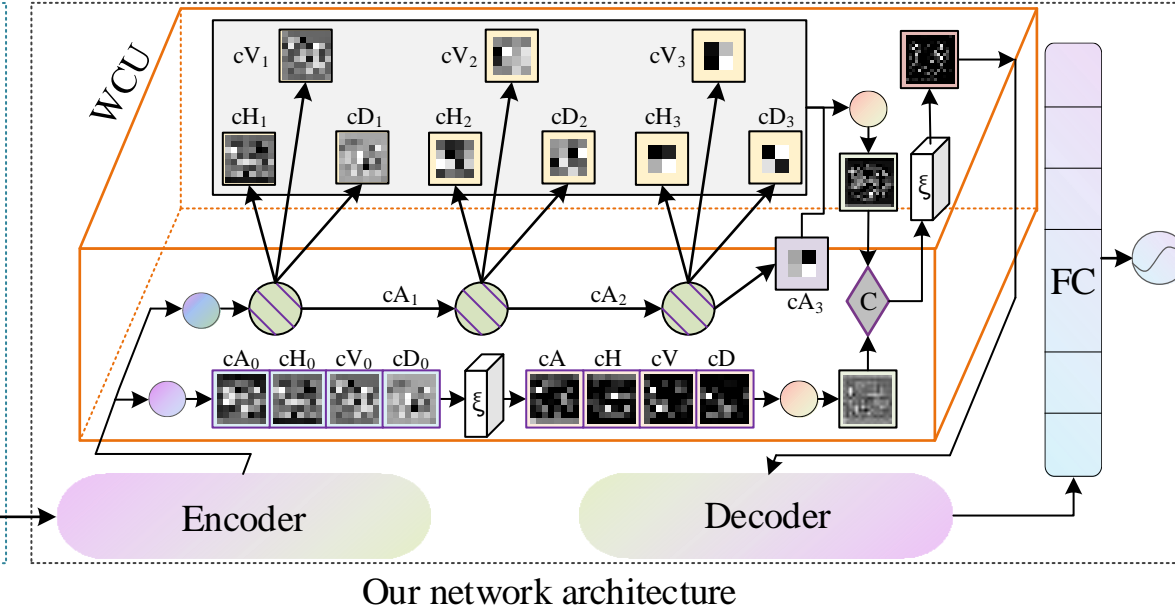 WCU
cV₁
cV₂
cV₃
cH₁
cD₁
cH₂
cD₂
cH₃
cD₃
ξ
cA₁
cA₂
cA₃
C
FC
cA₀ cH₀ cV₀ cD₀
cA cH cV cD
ξ
Encoder
Decoder
Our network architecture